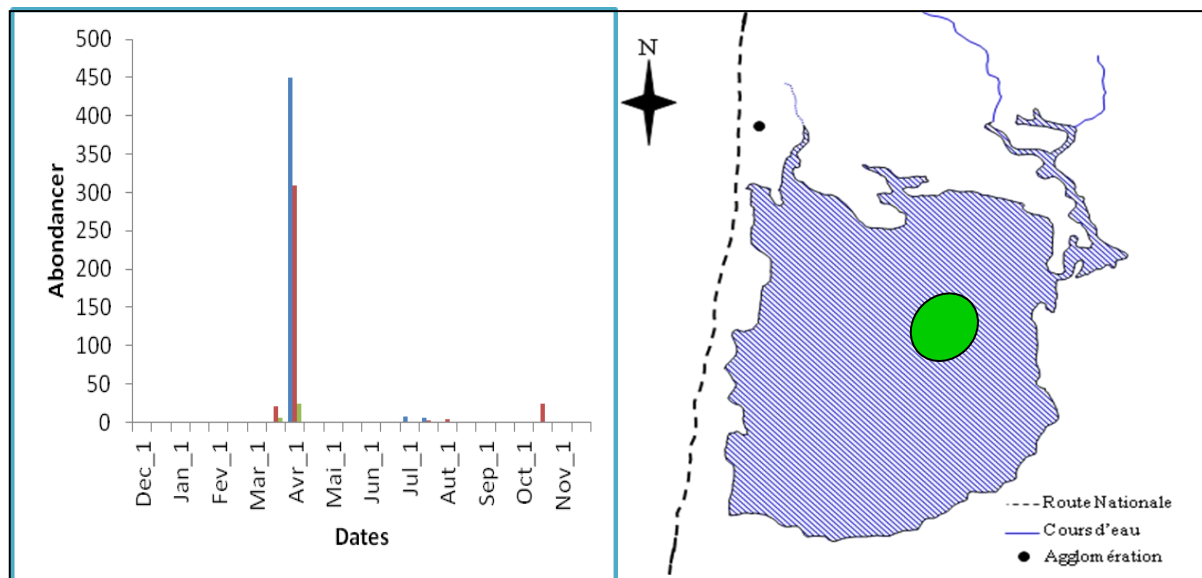 500
450
400
350
300
250
200
150
100
50
0
Abondancer
Dec_1
Jan_1
Fev_1
Mar_1
Avr_1
Mai_1
Jun_1
Jul_1
Aut_1
Sep_1
Oct_1
Nov_1
Dates
N
Route Nationale
Cours d'eau
Agglomération